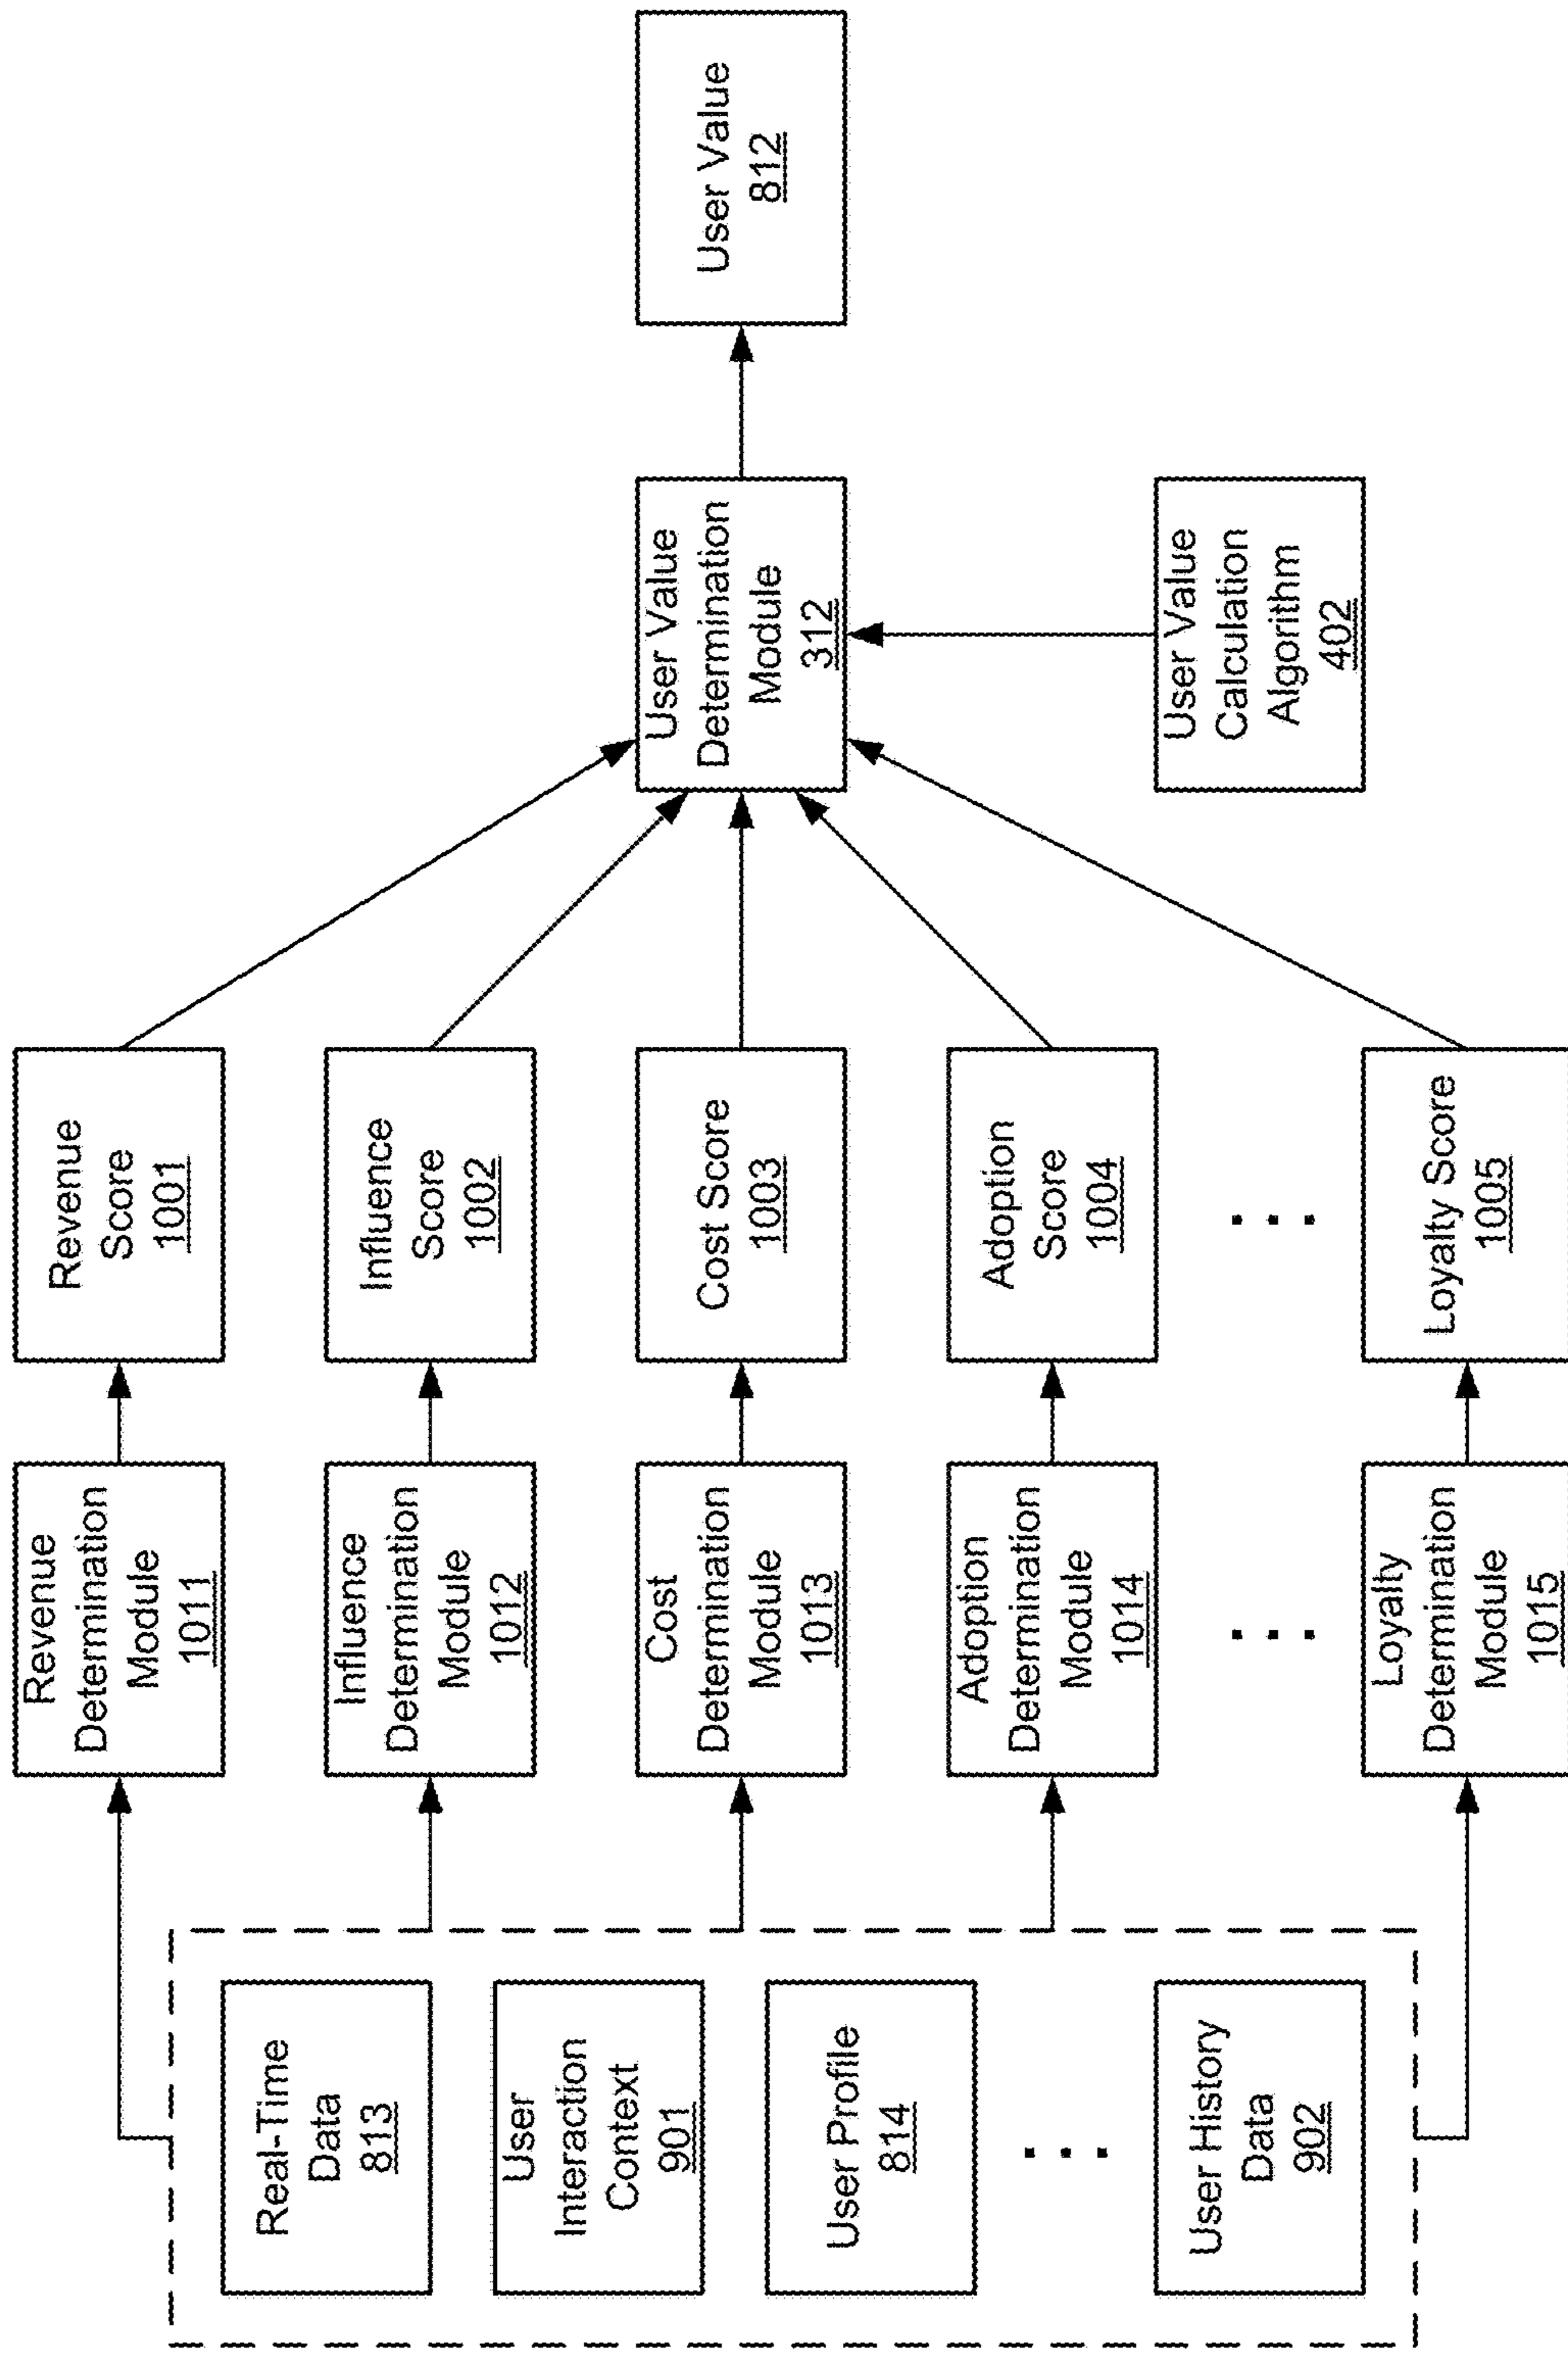 Real-Time
Data
813
User
Interaction
Context
901
User Profile
814
. . .
User History
Data
902
Revenue
Determination
Module
1011
Influence
Determination
Module
1012
Cost
Determination
Module
1013
Adoption
Determination
Module
1014
. . .
Loyalty
Determination
Module
1015
Revenue
Score
1001
Influence
Score
1002
Cost Score
1003
Adoption
Score
1004
. . .
Loyalty Score
1005
User Value
Determination
Module
312
User Value
Calculation
Algorithm
402
User Value
812